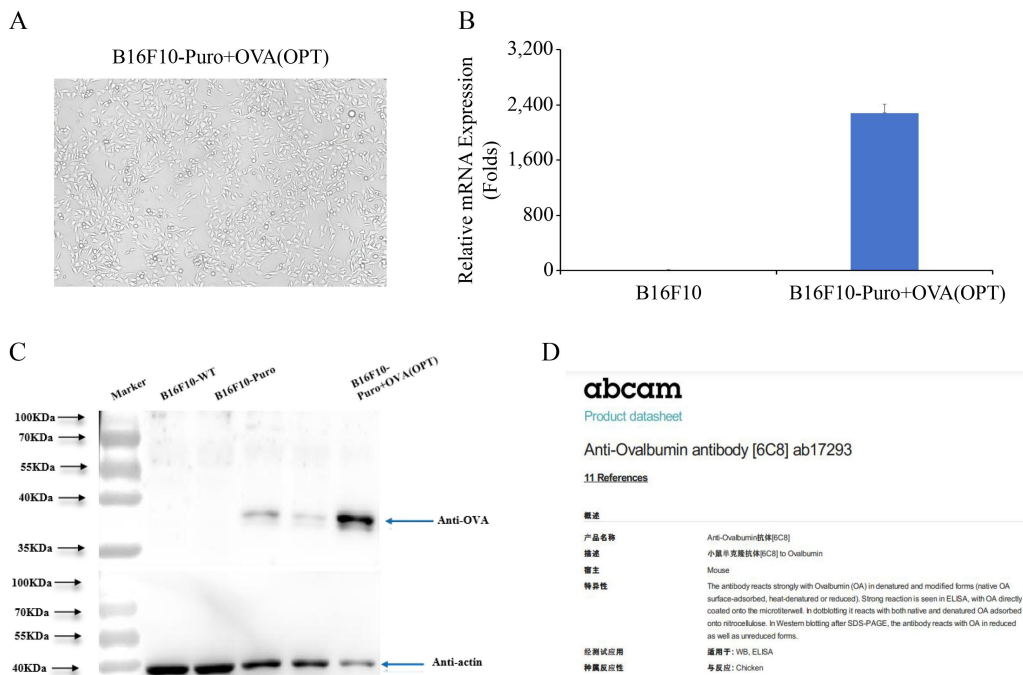 A
B16F10-Puro+OVA(OPT)
B
Relative mRNA Expression
(Folds)
3,200
2,400
1,600
800
0
B16F10
B16F10-Puro+OVA(OPT)
C
Marker
B16F10-WT
B16F10-Puro
B16F10-
Puro+OVA(OPT)
100KDa
70KDa
55KDa
40KDa
35KDa
Anti-OVA
100KDa
70KDa
55KDa
40KDa
Anti-actin
D
abcam
Product datasheet
Anti-Ovalbumin antibody [6C8] ab17293
11 References
概述
产品名称 Anti-Ovalbumin抗体[6C8]
描述 小鼠单克隆抗体[6C8] to Ovalbumin
宿主 Mouse
特异性 The antibody reacts strongly with Ovalbumin (OA) in denatured and modified forms (native OA
surface-adsorbed, heat-denatured or reduced). Strong reaction is seen in ELISA, with OA directly
coated onto the microtiterwell. In dotblotting it reacts with both native and denatured OA adsorbed
onto nitrocellulose. In Western blotting after SDS-PAGE, the antibody reacts with OA in reduced
as well as unreduced forms.
经测试应用 适用于: WB, ELISA
种属反应性 与反应: Chicken